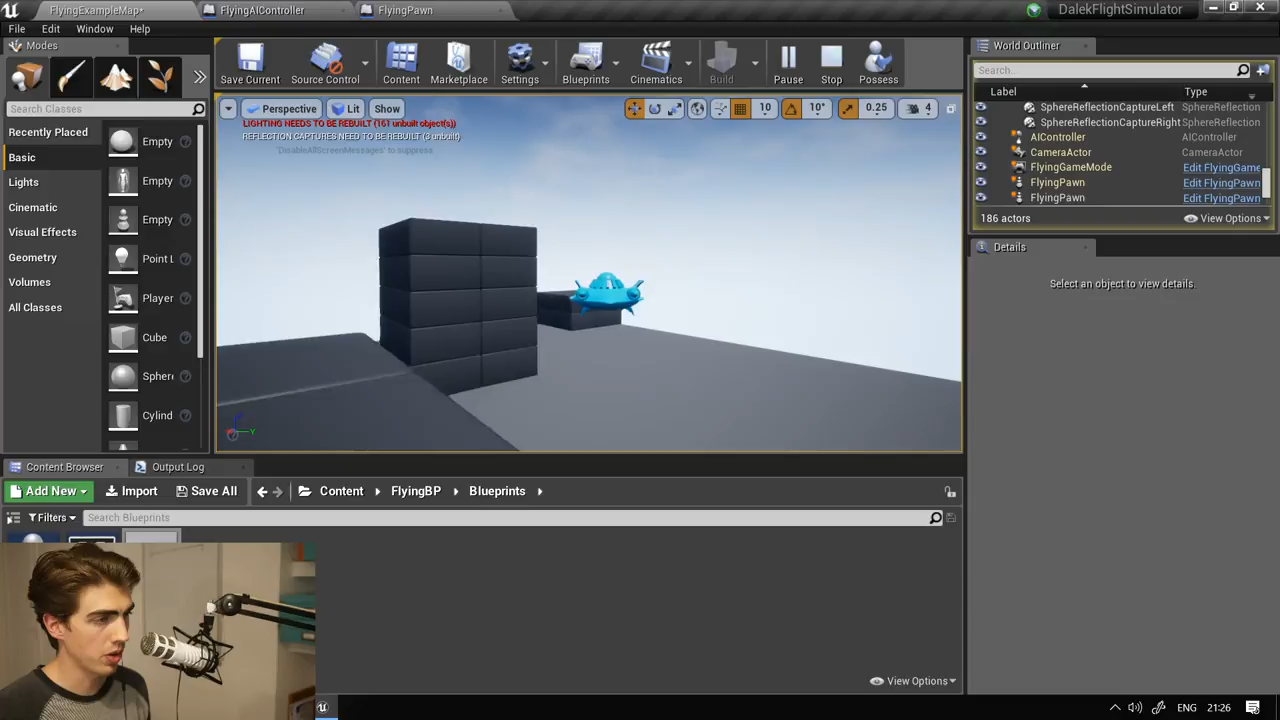 FlyingExampleMap*
FlyingAIController
FlyingPawn
DalekFlightSimulator
File Edit Window Help
Modes
Search Classes
Recently Placed
Basic
Lights
Cinematic
Visual Effects
Geometry
Volumes
All Classes
Empty
Empty
Empty
Point L
Player
Cube
Sphere
Cylind
Save Current
Source Control
Content
Marketplace
Settings
Blueprints
Cinematics
Build
Pause
Stop
Possess
Perspective
Lit
Show
10
10°
0.25
4
LIGHTING NEEDS TO BE REBUILT (161 unbuilt object(s))
REFLECTION CAPTURES NEED TO BE REBUILT (3 unbuilt)
'DisableAllScreenMessages' to suppress
Y
World Outliner
Search...
Label Type
SphereReflectionCaptureLeft SphereReflection
SphereReflectionCaptureRight SphereReflection
AIController AIController
CameraActor CameraActor
FlyingGameMode Edit FlyingGame
FlyingPawn Edit FlyingPawn
FlyingPawn Edit FlyingPawn
186 actors
View Options
Details
Select an object to view details.
Content Browser
Output Log
Add New
Import
Save All
Content
FlyingBP
Blueprints
Filters
Search Blueprints
View Options
ENG
21:26